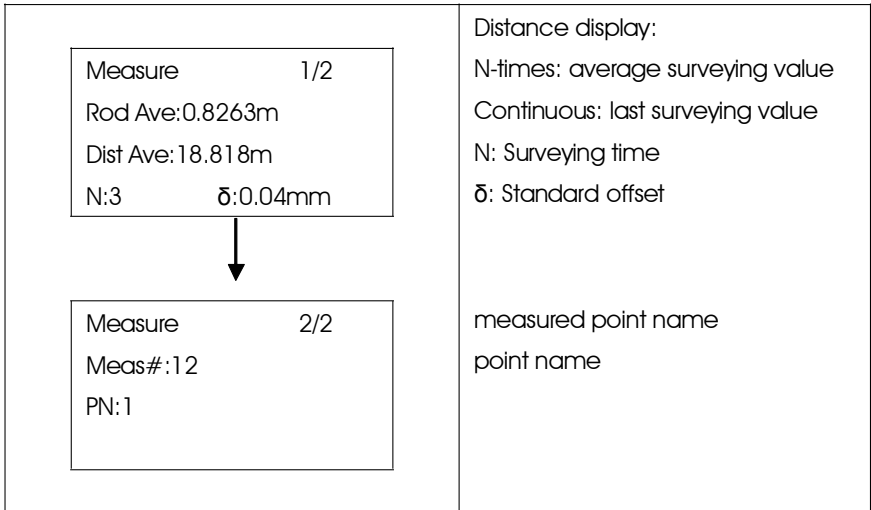 Measure 1/2
Rod Ave:0.8263m
Dist Ave:18.818m
N:3 δ:0.04mm
Measure 2/2
Meas#:12
PN:1
Distance display:
N-times: average surveying value
Continuous: last surveying value
N: Surveying time
δ: Standard offset
measured point name
point name